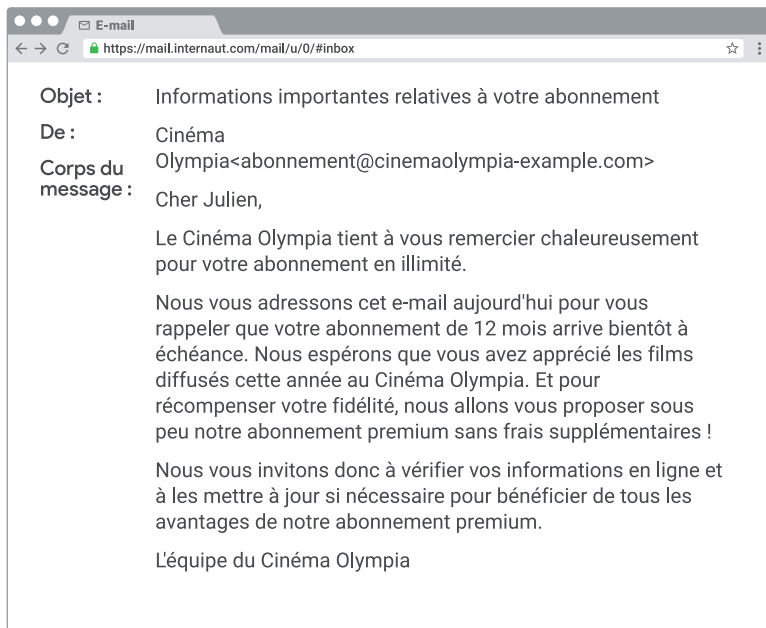 E-mail
https://mail.internaut.com/mail/u/0/#inbox
Objet :
Informations importantes relatives à votre abonnement
De :
Cinéma
Olympia<abonnement@cinemaolympia-example.com>
Corps du
message :
Cher Julien,
Le Cinéma Olympia tient à vous remercier chaleureusement
pour votre abonnement en illimité.
Nous vous adressons cet e-mail aujourd'hui pour vous
rappeler que votre abonnement de 12 mois arrive bientôt à
échéance. Nous espérons que vous avez apprécié les films
diffusés cette année au Cinéma Olympia. Et pour
récompenser votre fidélité, nous allons vous proposer sous
peu notre abonnement premium sans frais supplémentaires !
Nous vous invitons donc à vérifier vos informations en ligne et
à les mettre à jour si nécessaire pour bénéficier de tous les
avantages de notre abonnement premium.
L'équipe du Cinéma Olympia